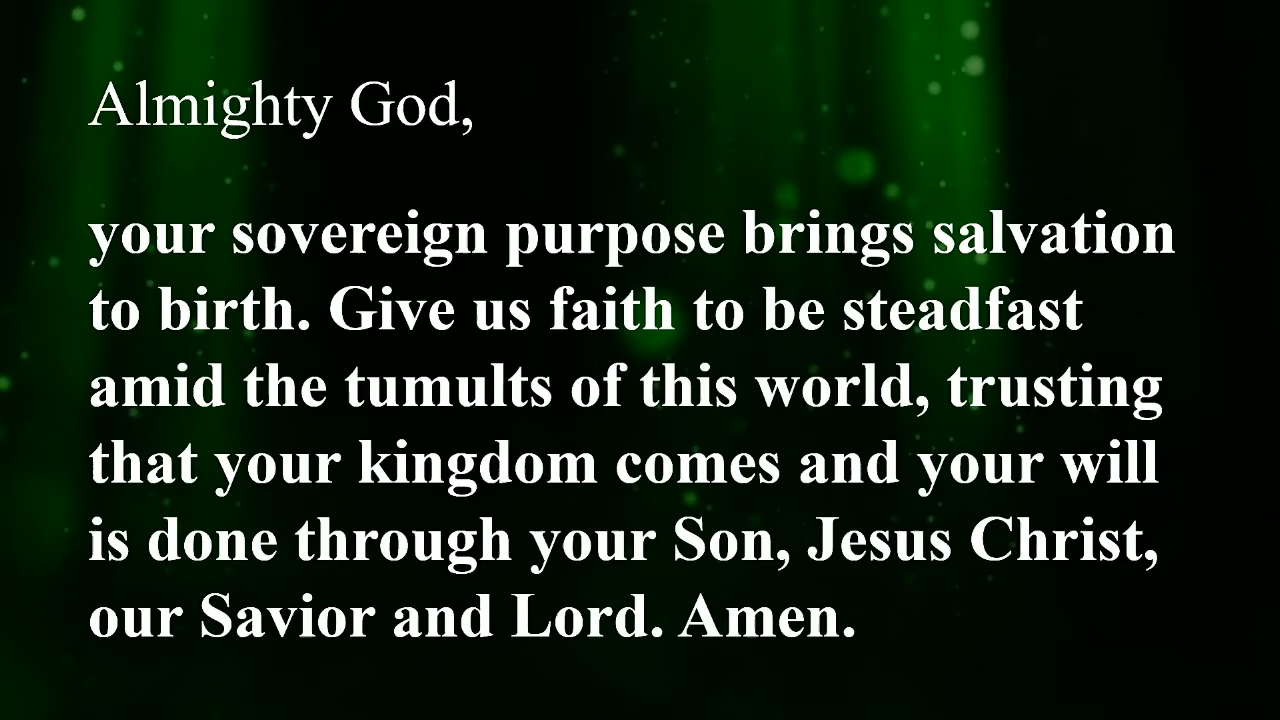 Almighty God,
your sovereign purpose brings salvation
to birth. Give us faith to be steadfast
amid the tumults of this world, trusting
that your kingdom comes and your will
is done through your Son, Jesus Christ,
our Savior and Lord. Amen.